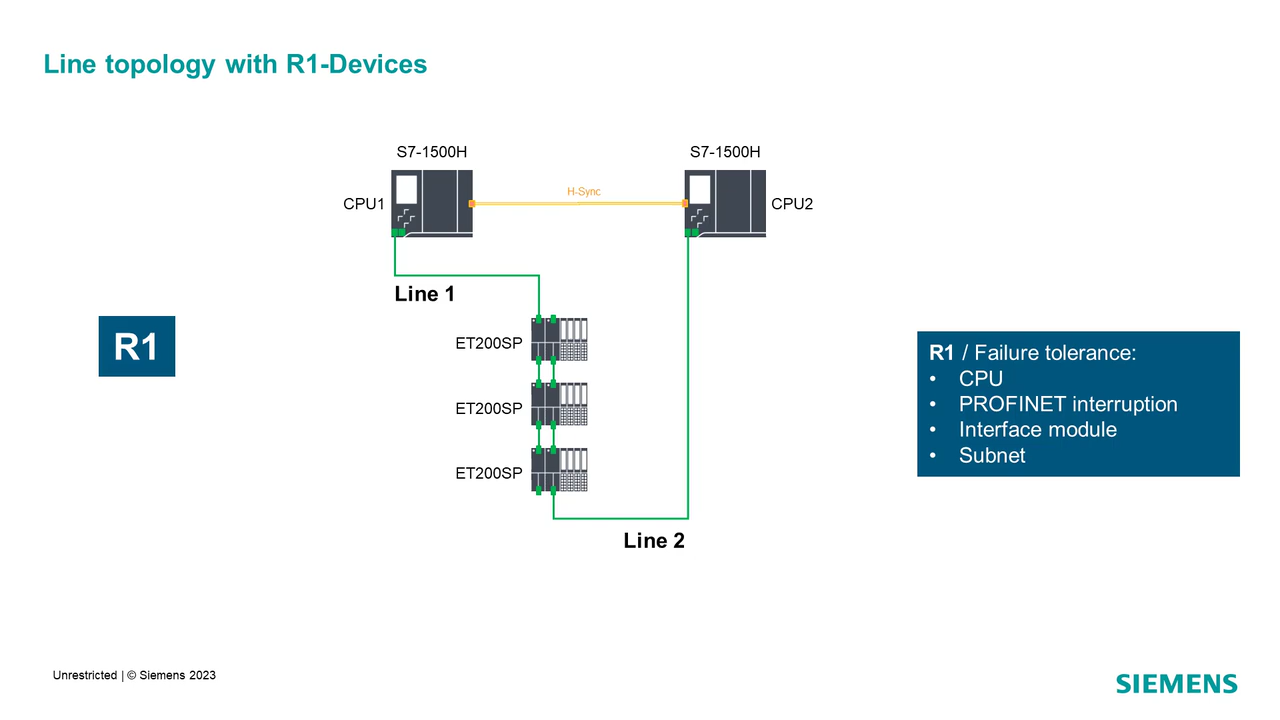 Line topology with R1-Devices
S7-1500H
S7-1500H
CPU1
H-Sync
CPU2
Line 1
R1
ET200SP
ET200SP
ET200SP
R1 / Failure tolerance:
• CPU
• PROFINET interruption
• Interface module
• Subnet
Line 2
Unrestricted | © Siemens 2023
SIEMENS